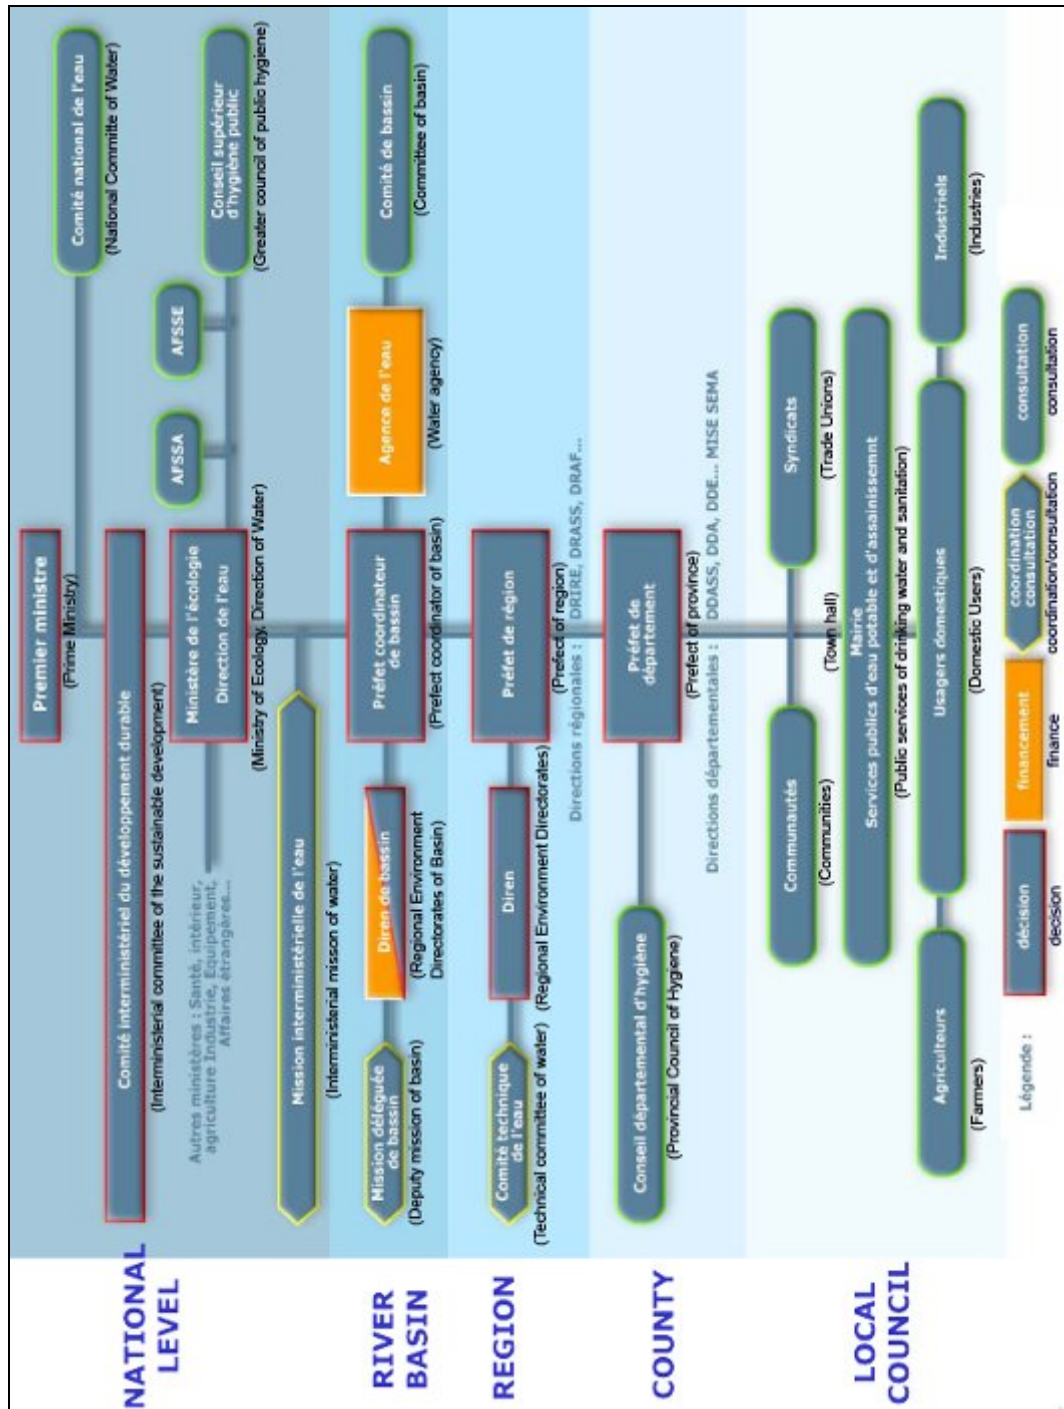 NATIONAL
LEVEL
Premier ministre
(Prime Ministry)
Comité national de l'eau
(National Committe of Water)
Comité interministériel du développement durable
(Interministerial committee of the sustainable development)
AFSSA
AFSSE
Autres ministères : Santé, intérieur,
agriculture Industrie, Equipement,
Affaires étrangères...
Ministère de l'écologie
Direction de l'eau
(Ministry of Ecology, Direction of Water)
Conseil supérieur
d'hygiène public
(Greater council of public hygiene)
Mission interministérielle de l'eau
(Interministerial misson of water)
RIVER
BASIN
Mission déléguée
de bassin
(Deputy mission of basin)
Diren de bassin
(Regional Environment
Directorates of Basin)
Préfet coordinateur
de bassin
(Prefect coordinator of basin)
Agence de l'eau
(Water agency)
Comité de bassin
(Committee of basin)
REGION
Comité technique
de l'eau
(Technical committee of water)
Diren
(Regional Environment Directorates)
Préfet de région
(Prefect of region)
Directions régionales : DRIRE, DRASS, DRAF...
COUNTY
Conseil départemental d'hygiène
(Provincial Council of Hygiene)
Préfet de
département
(Prefect of province)
Directions départementales : DDASS, DDA, DDE... MISE SEMA
LOCAL
COUNCIL
Communautés
(Communities)
Syndicats
(Trade Unions)
(Town hall)
Mairie
Services publics d'eau potable et d'assainissemnt
(Public services of drinking water and sanitation)
Agriculteurs
(Farmers)
Usagers domestiques
(Domestic Users)
Industriels
(Industries)
Légende :
décision
decision
financement
finance
coordination
consultation
coordination/consultation
consultation
consultation